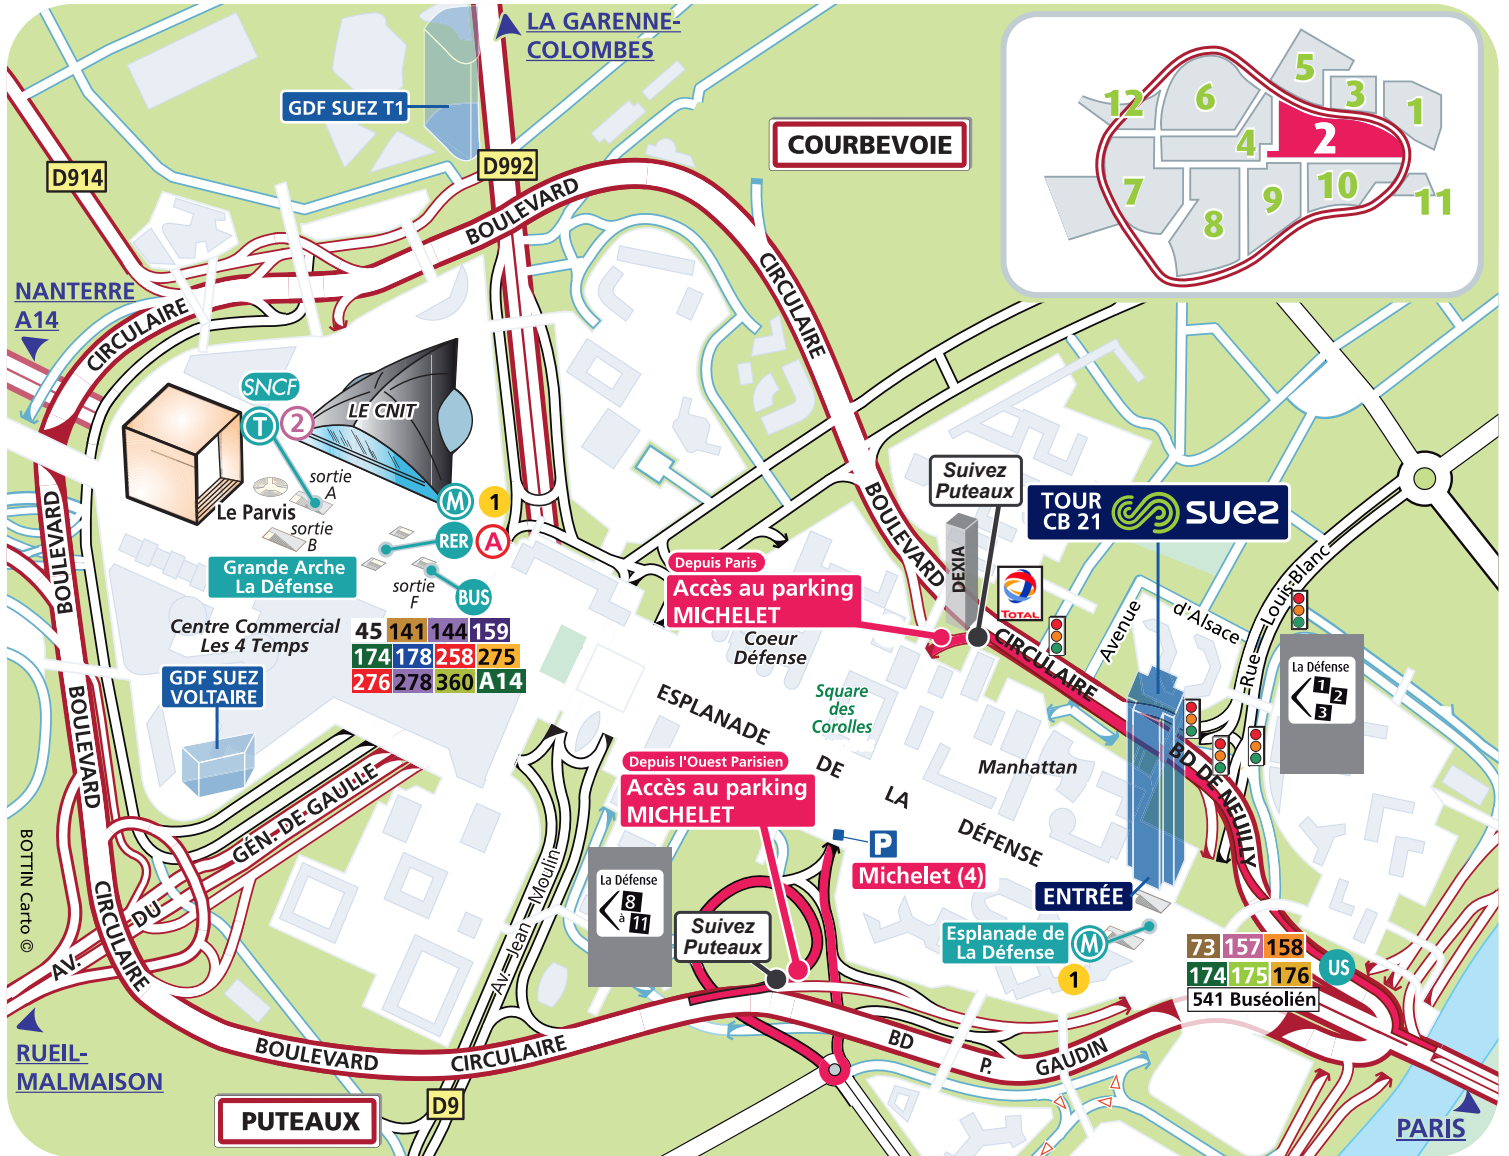 LA GARENNE-
COLOMBES
GDF SUEZ T1
D914
D992
COURBEVOIE
12
6
5
3
1
4
2
7
8
9
10
11
BOULEVARD
CIRCULAIRE
NANTERRE
A14
CIRCULAIRE
SNCF
T
2
LE CNIT
sortie
A
Le Parvis
sortie
B
M
1
RER
A
Grande Arche
La Défense
sortie
F
BUS
BOULEVARD
Centre Commercial
Les 4 Temps
45 141 144 159
174 178 258 275
276 278 360 A14
GDF SUEZ
VOLTAIRE
BOULEVARD
BOULEVARD
Suivez
Puteaux
TOUR
CB 21
suez
DEXIA
TOTAL
Depuis Paris
Accès au parking
MICHELET
Coeur
Défense
CIRCULAIRE
Avenue
d'Alsace
Rue
Louis-Blanc
La Défense
1
2
3
Square
des
Corolles
ESPLANADE
DE
LA
DÉFENSE
Manhattan
BD DE NEUILLY
Depuis l'Ouest Parisien
Accès au parking
MICHELET
P
Michelet (4)
ENTRÉE
Esplanade de
La Défense
M
1
73 157 158
174 175 176
541 Buséolién
US
La Défense
8
à
11
Suivez
Puteaux
AV. DU GÉN. DE GAULLE
Av. Jean Moulin
CIRCULAIRE
BOTTIN Carto ©
RUEIL-
MALMAISON
BOULEVARD
CIRCULAIRE
BD
P.
GAUDIN
D9
PUTEAUX
PARIS